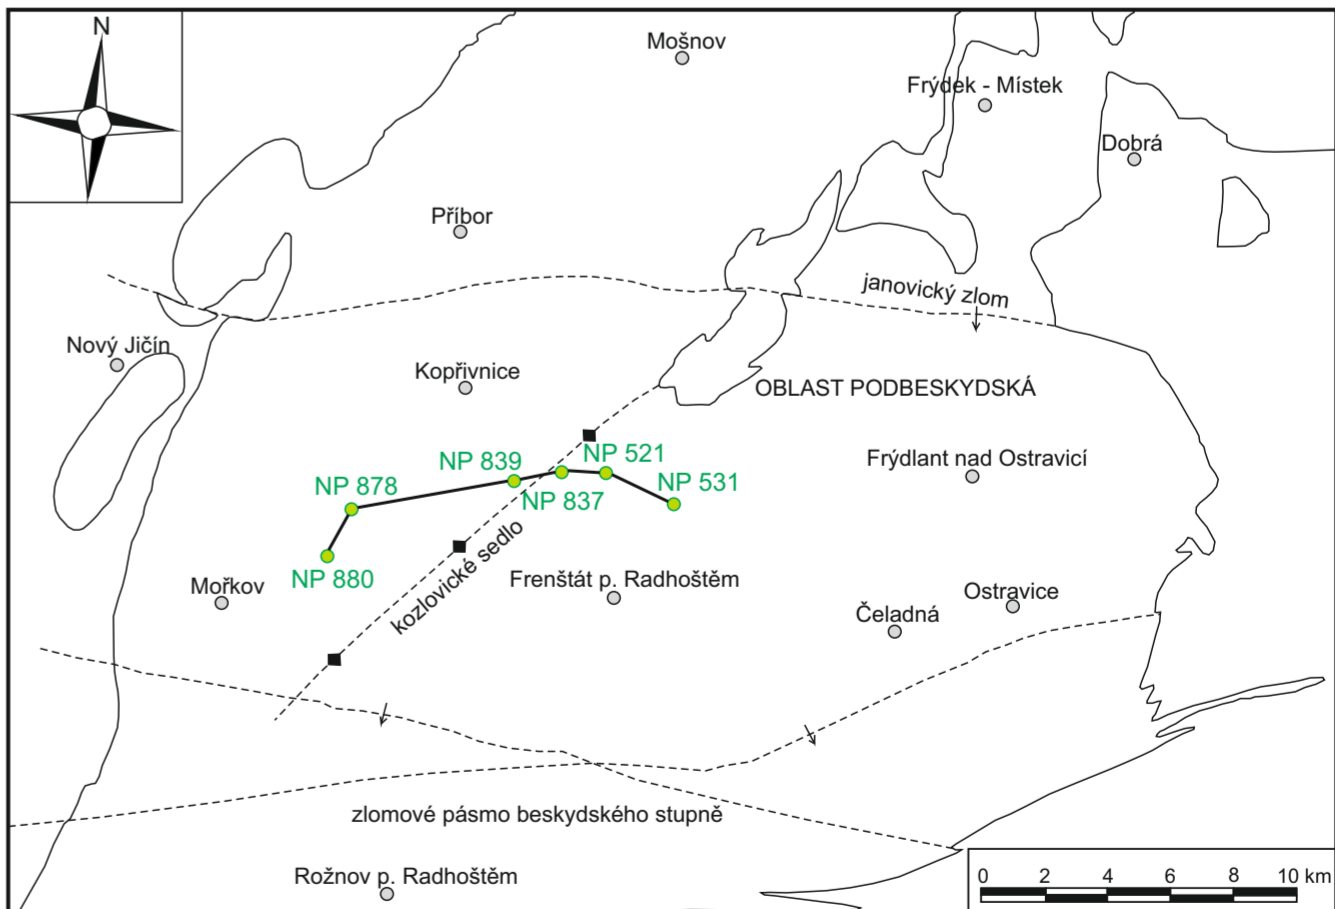 N
Mošnov
Frýdek - Místek
Dobrá
Příbor
janovický zlom
Nový Jičín
Kopřivnice
OBLAST PODBESKYDSKÁ
NP 839
NP 521
Frýdlant nad Ostravicí
NP 878
NP 837
NP 531
kozlovické sedlo
NP 880
Mořkov
Frenštát p. Radhoštěm
Čeladná
Ostravice
zlomové pásmo beskydského stupně
Rožnov p. Radhoštěm
0 2 4 6 8 10 km